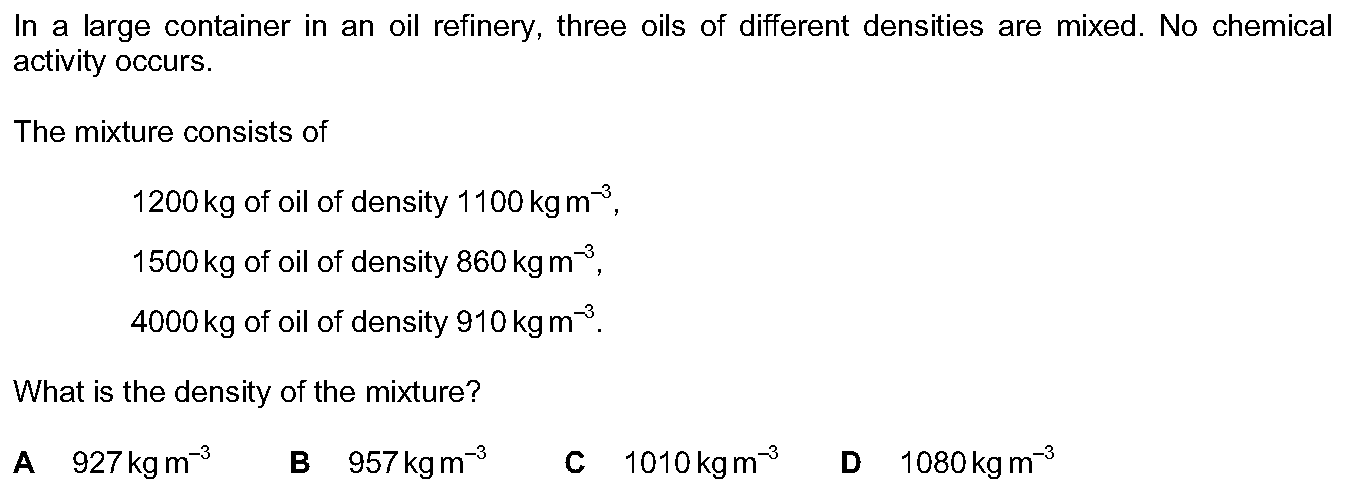 In a large container in an oil refinery, three oils of different densities are mixed. No chemical
activity occurs.
The mixture consists of
1200 kg of oil of density 1100 kg m⁻³,
1500 kg of oil of density 860 kg m⁻³,
4000 kg of oil of density 910 kg m⁻³.
What is the density of the mixture?
A 927 kg m⁻³ B 957 kg m⁻³ C 1010 kg m⁻³ D 1080 kg m⁻³